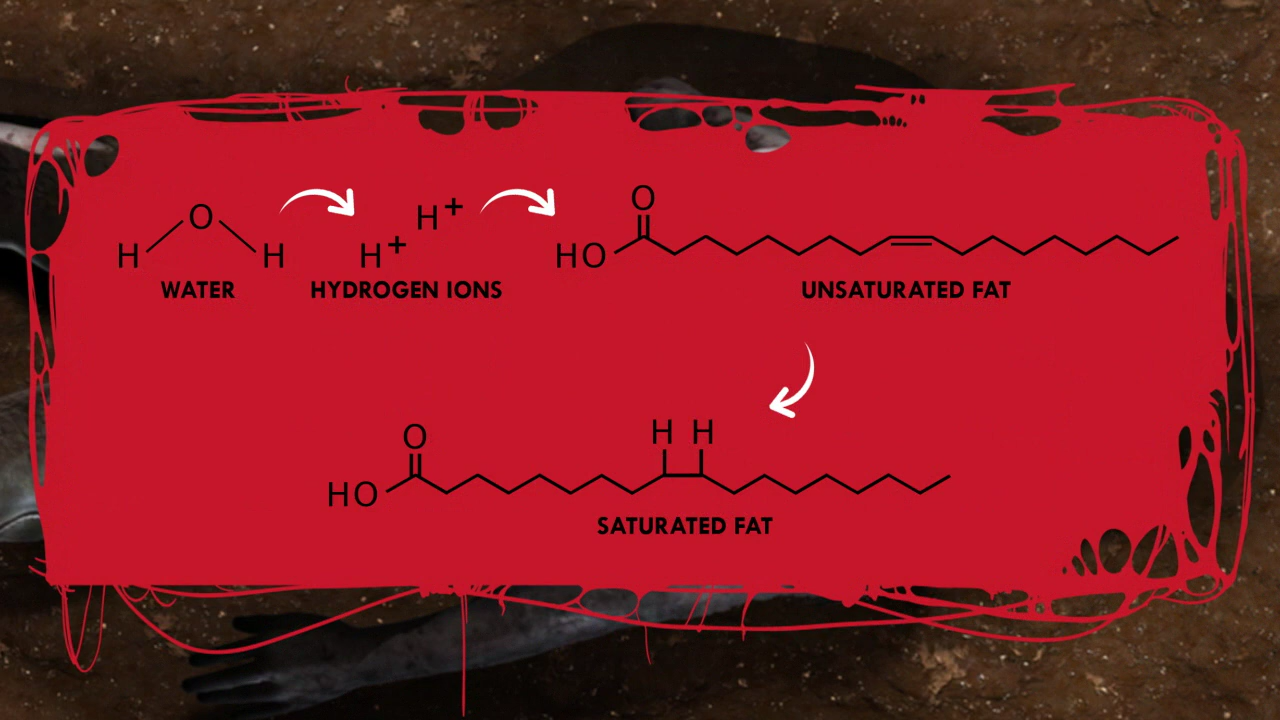 O
H H
WATER
H+
H+
HYDROGEN IONS
O
HO
UNSATURATED FAT
O
HO
H H
SATURATED FAT